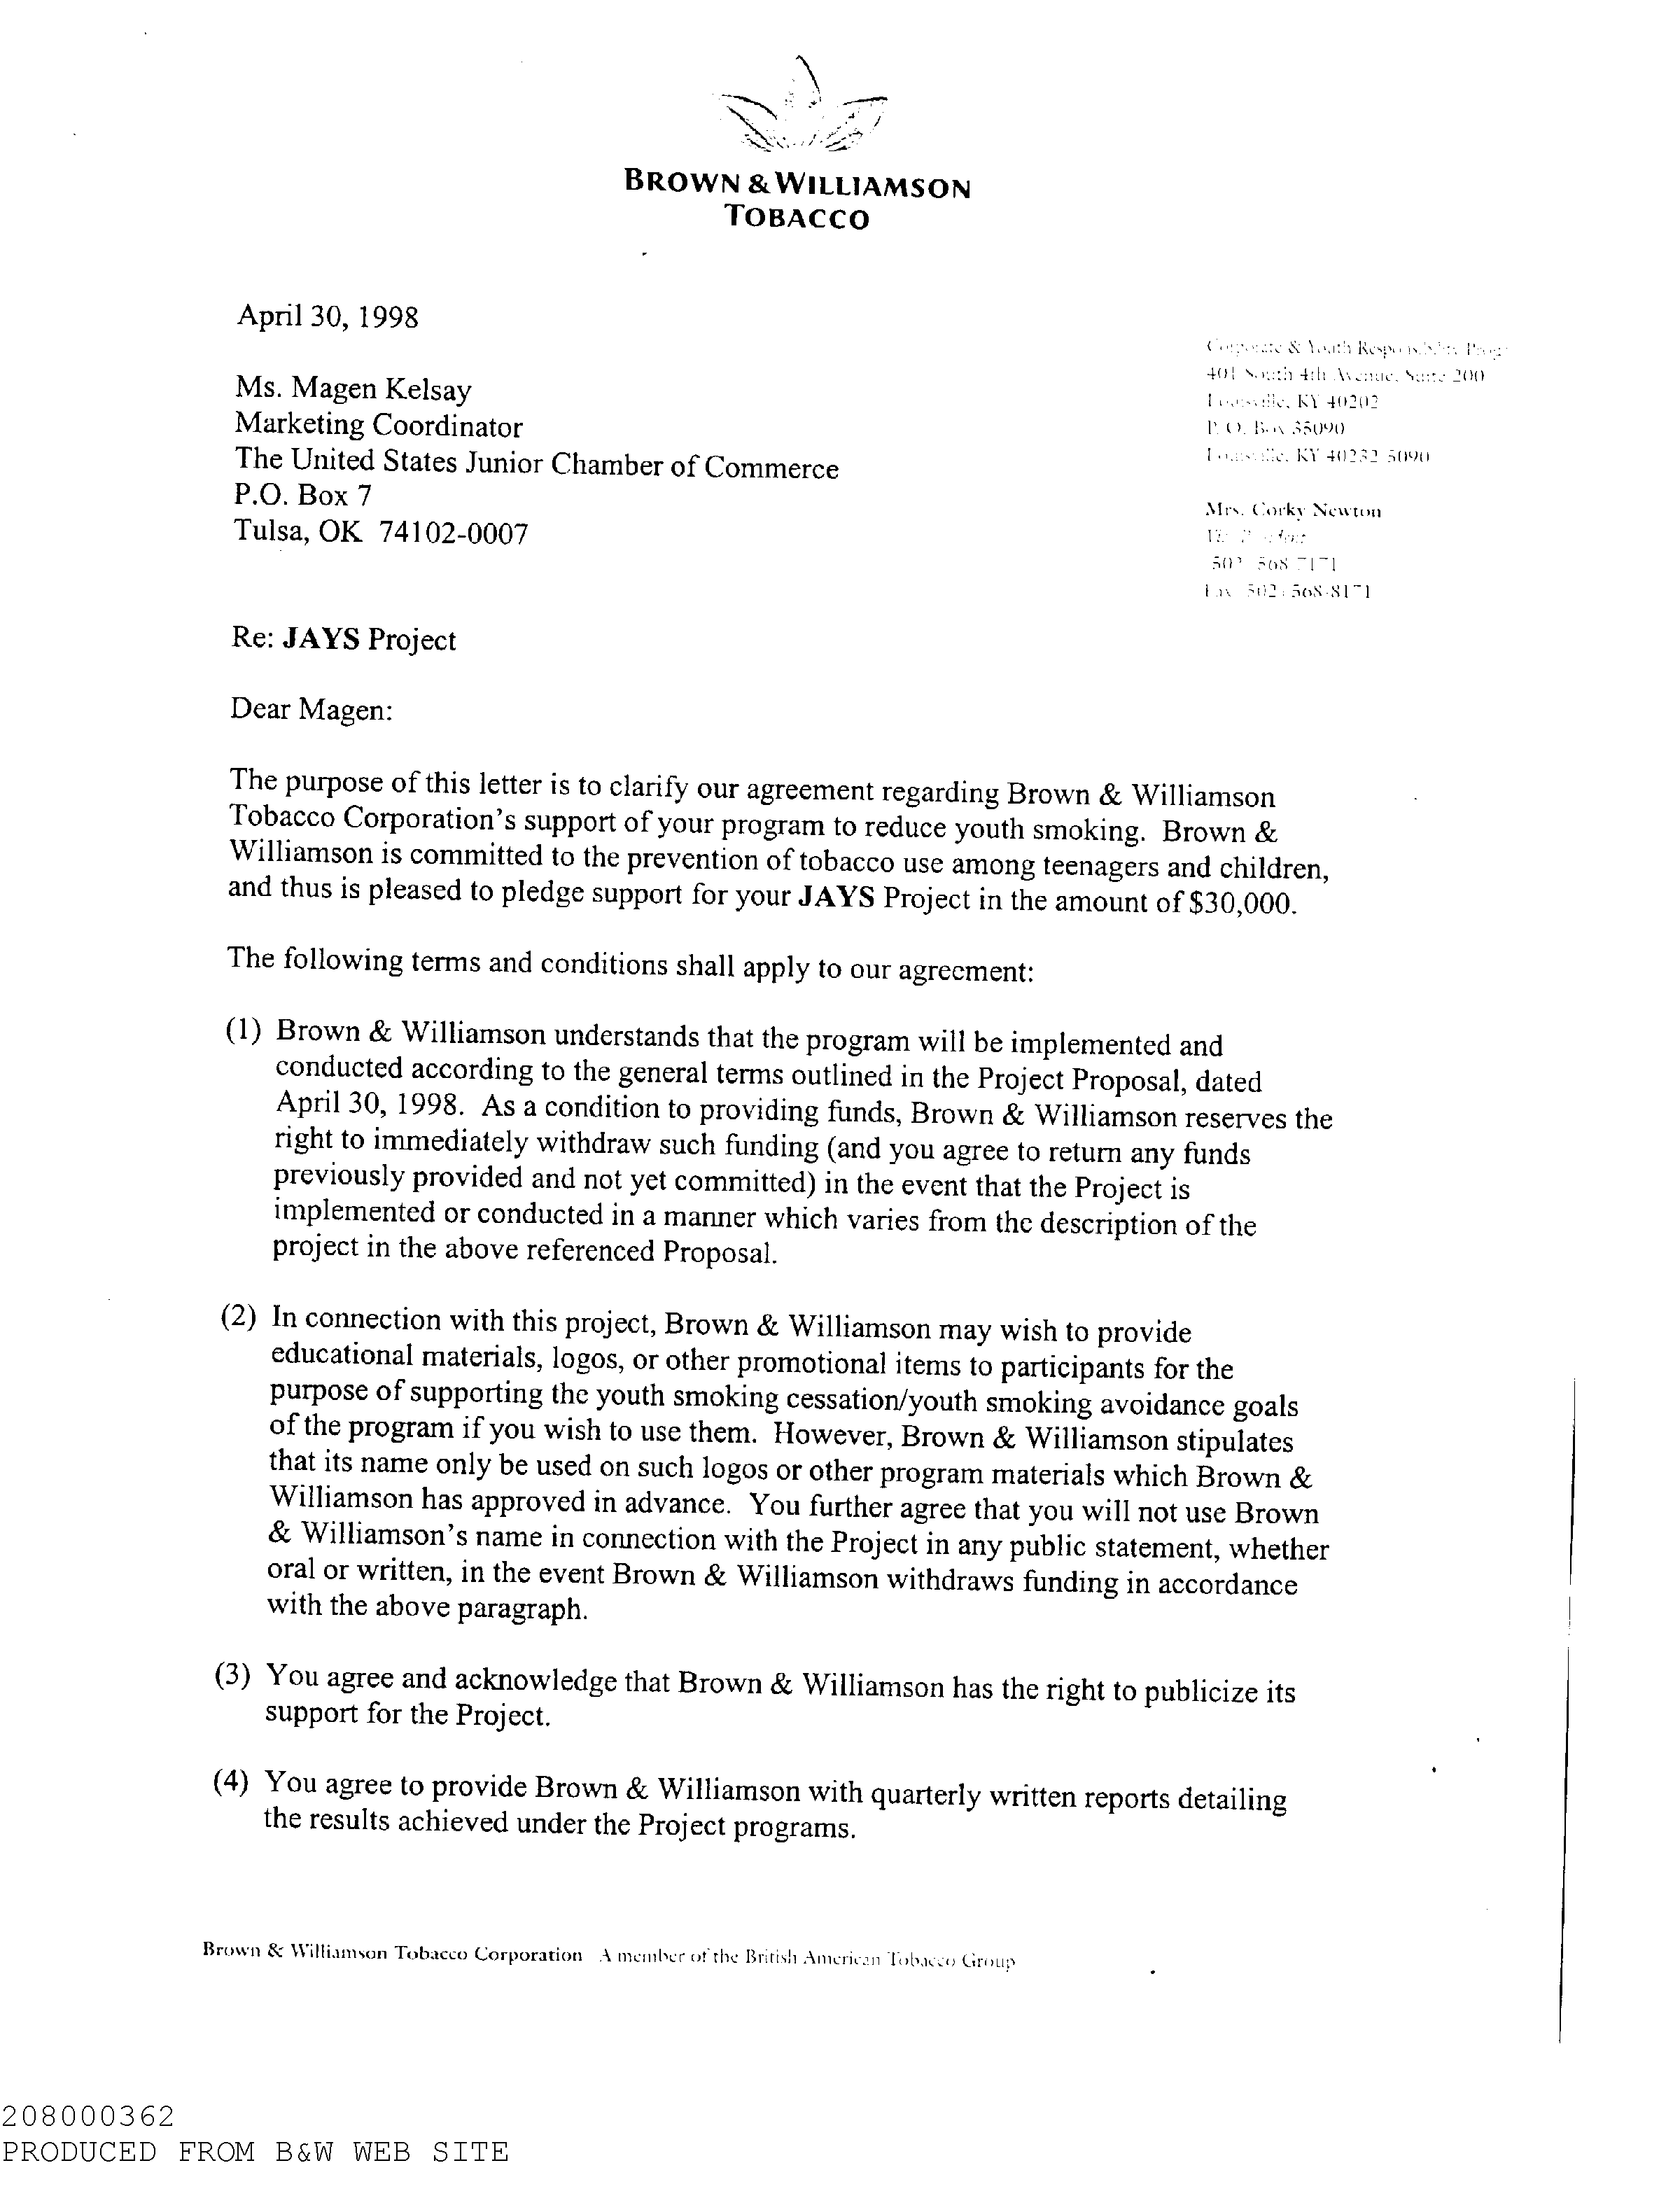 BROWN & WILLIAMSON
TOBACCO
April 30, 1998
Corporate & Youth Responsibility
401 South 4th Avenue, Suite 200
Louisville, KY 40202
P. O. Box 35090
Louisville, KY 40232-5090
Mrs. Corky Newton
Vice President
502 568-7171
Fax 502 568-8171
Ms. Magen Kelsay
Marketing Coordinator
The United States Junior Chamber of Commerce
P.O. Box 7
Tulsa, OK 74102-0007
Re: JAYS Project
Dear Magen:
The purpose of this letter is to clarify our agreement regarding Brown & Williamson
Tobacco Corporation's support of your program to reduce youth smoking. Brown &
Williamson is committed to the prevention of tobacco use among teenagers and children,
and thus is pleased to pledge support for your JAYS Project in the amount of $30,000.
The following terms and conditions shall apply to our agreement:
(1) Brown & Williamson understands that the program will be implemented and
conducted according to the general terms outlined in the Project Proposal, dated
April 30, 1998. As a condition to providing funds, Brown & Williamson reserves the
right to immediately withdraw such funding (and you agree to return any funds
previously provided and not yet committed) in the event that the Project is
implemented or conducted in a manner which varies from the description of the
project in the above referenced Proposal.
(2) In connection with this project, Brown & Williamson may wish to provide
educational materials, logos, or other promotional items to participants for the
purpose of supporting the youth smoking cessation/youth smoking avoidance goals
of the program if you wish to use them. However, Brown & Williamson stipulates
that its name only be used on such logos or other program materials which Brown &
Williamson has approved in advance. You further agree that you will not use Brown
& Williamson's name in connection with the Project in any public statement, whether
oral or written, in the event Brown & Williamson withdraws funding in accordance
with the above paragraph.
(3) You agree and acknowledge that Brown & Williamson has the right to publicize its
support for the Project.
(4) You agree to provide Brown & Williamson with quarterly written reports detailing
the results achieved under the Project programs.
Brown & Williamson Tobacco Corporation A member of the British American Tobacco Group
208000362
PRODUCED FROM B&W WEB SITE